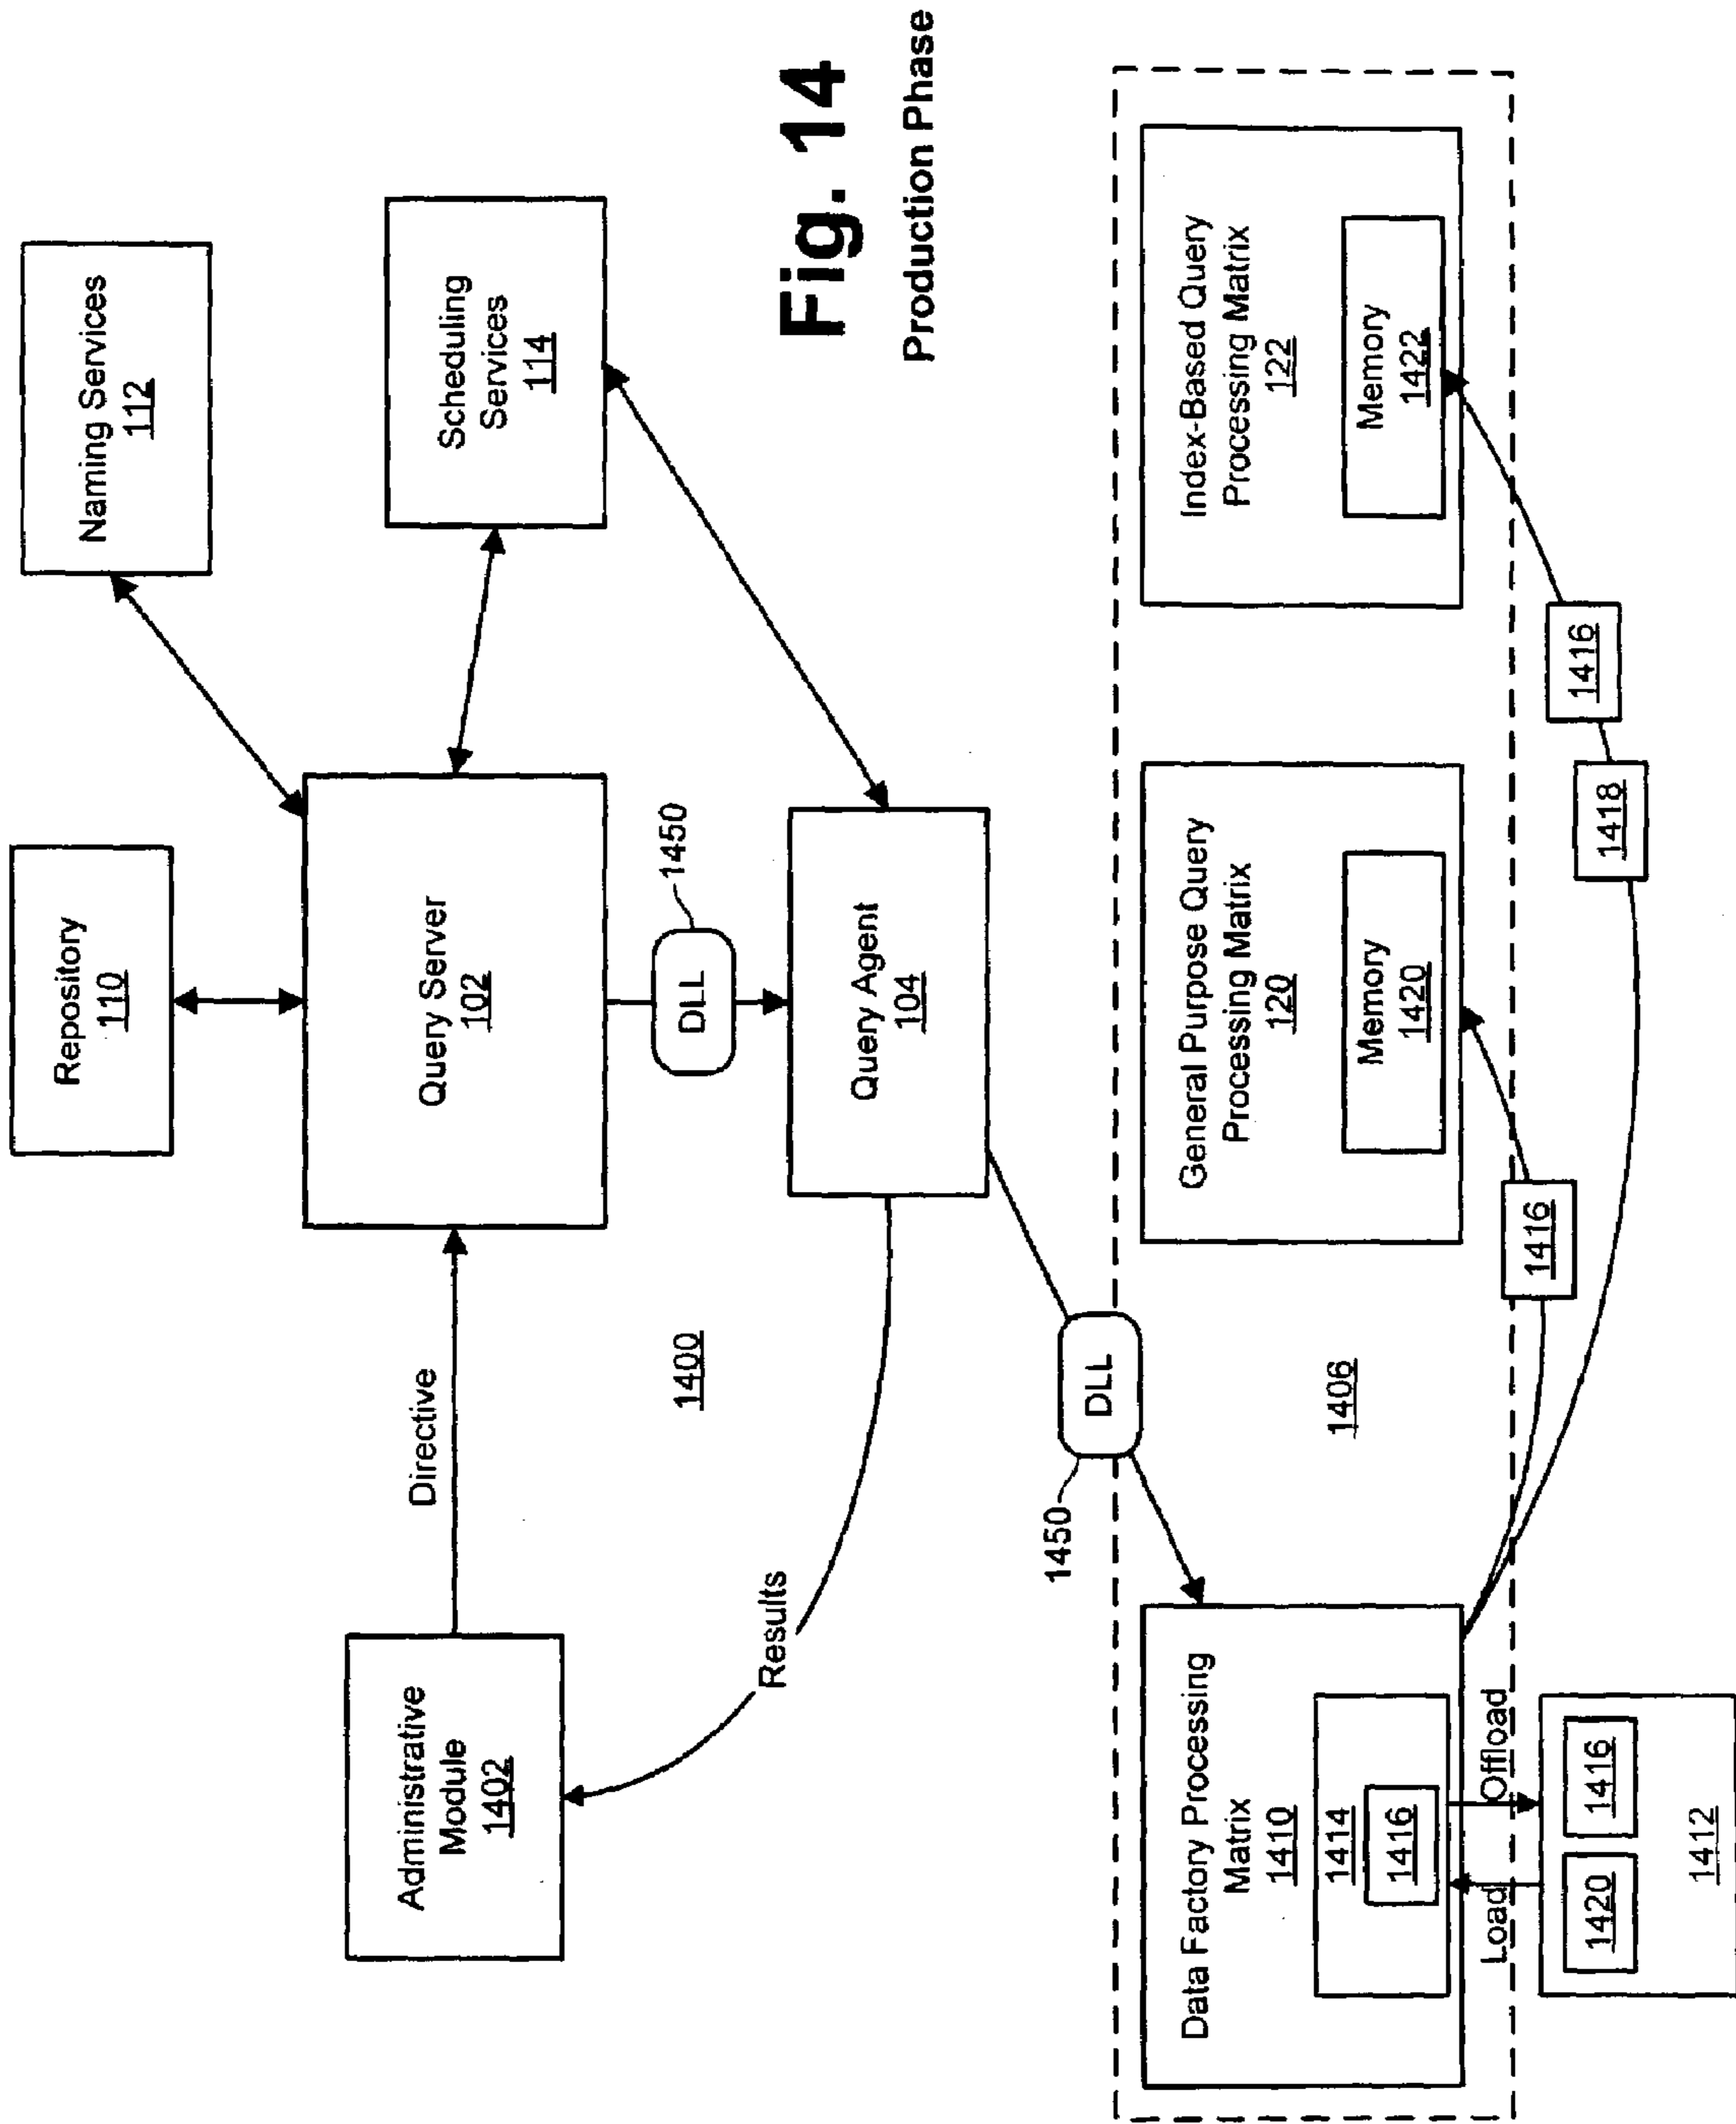 Repository
110
Naming Services
112
Administrative
Module
1402
Directive
Query Server
102
Scheduling
Services
114
1400
DLL
1450
Results
Query Agent
104
Fig. 14
Production Phase
1450
DLL
1406
Data Factory Processing
Matrix
1410
1414
1416
General Purpose Query
Processing Matrix
120
Memory
1420
Index-Based Query
Processing Matrix
122
Memory
1422
Load
Offload
1420
1416
1412
1416
1418
1416